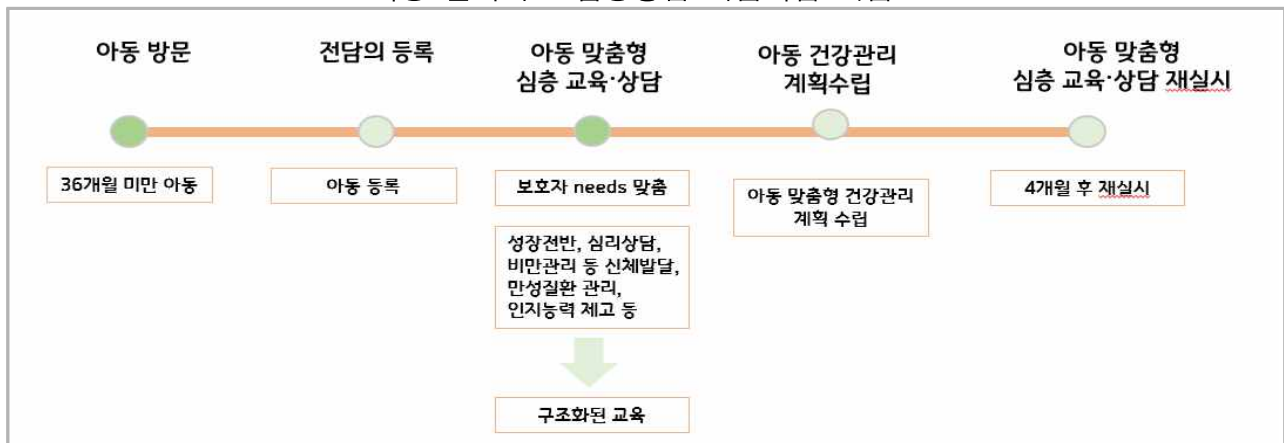 아동 방문
전담의 등록
아동 맞춤형
심층 교육·상담
아동 건강관리
계획수립
아동 맞춤형
심층 교육·상담 재실시
36개월 미만 아동
아동 등록
보호자 needs 맞춤
아동 맞춤형 건강관리
계획 수립
4개월 후 재실시
성장전반, 심리상담,
비만관리 등 신체발달,
만성질환 관리,
인지능력 제고 등
구조화된 교육